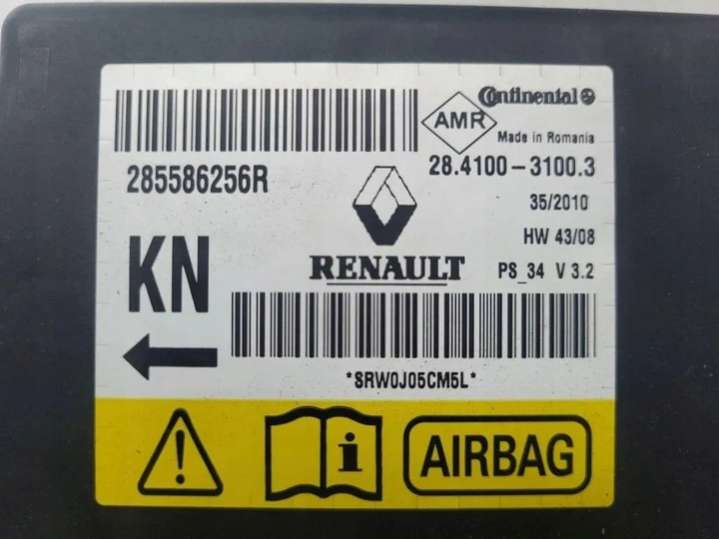 Continental
AMR
Made in Romania
285586256R
28.4100-3100.3
35/2010
HW 43/08
KN
RENAULT
PS_34 V 3.2
*SRW0J05CM5L*
i
AIRBAG